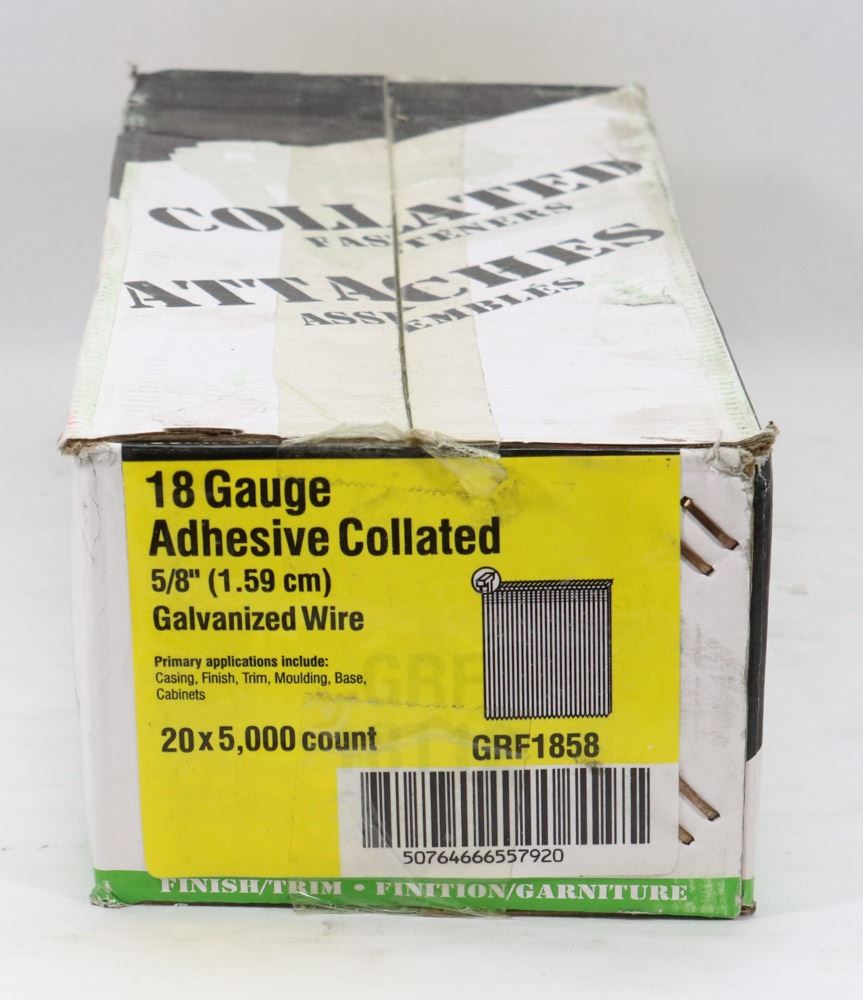 COLLATED
FASTENERS
ATTACHES
ASSEMBLÉS
18 Gauge
Adhesive Collated
5/8" (1.59 cm)
Galvanized Wire
Primary applications include:
Casing, Finish, Trim, Moulding, Base,
Cabinets
20 x 5,000 count
GRF1858
50764666557920
FINISH/TRIM • FINITION/GARNITURE